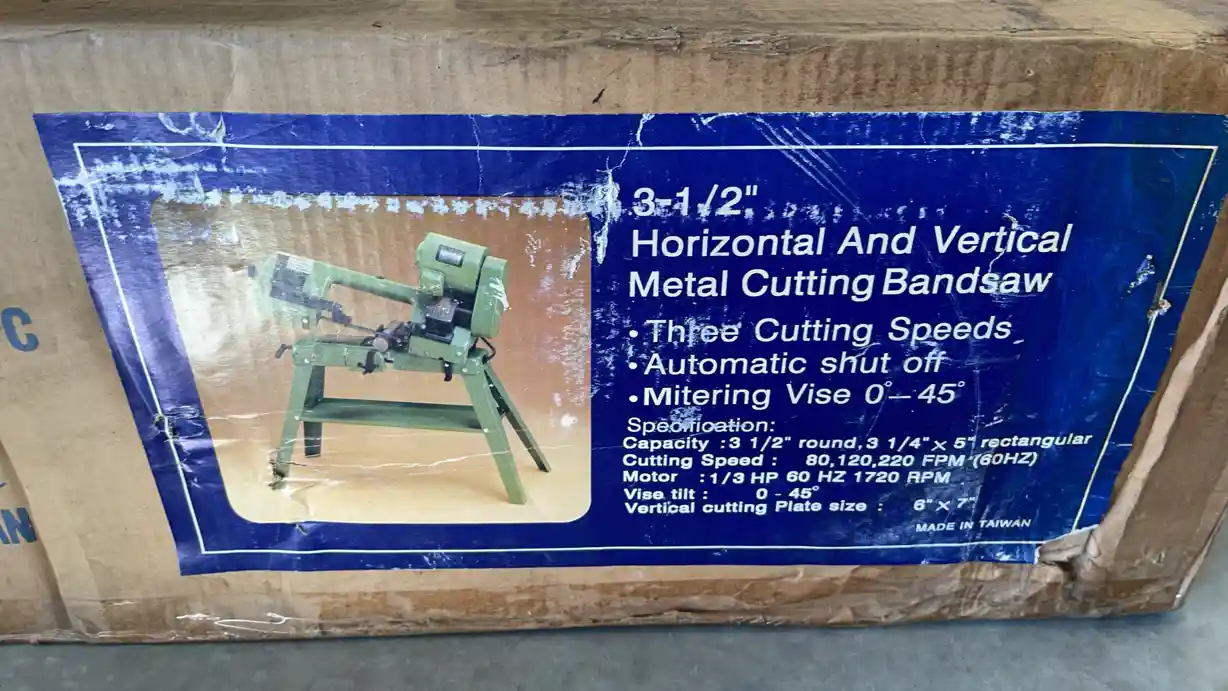 C
AN
3-1/2"
Horizontal And Vertical
Metal Cutting Bandsaw
• Three Cutting Speeds
• Automatic shut off
• Mitering Vise 0°—45°
Specification:
Capacity : 3 1/2" round, 3 1/4" x 5" rectangular
Cutting Speed : 80,120,220 FPM (60HZ)
Motor : 1/3 HP 60 HZ 1720 RPM
Vise tilt : 0 - 45°
Vertical cutting Plate size : 6" x 7"
MADE IN TAIWAN